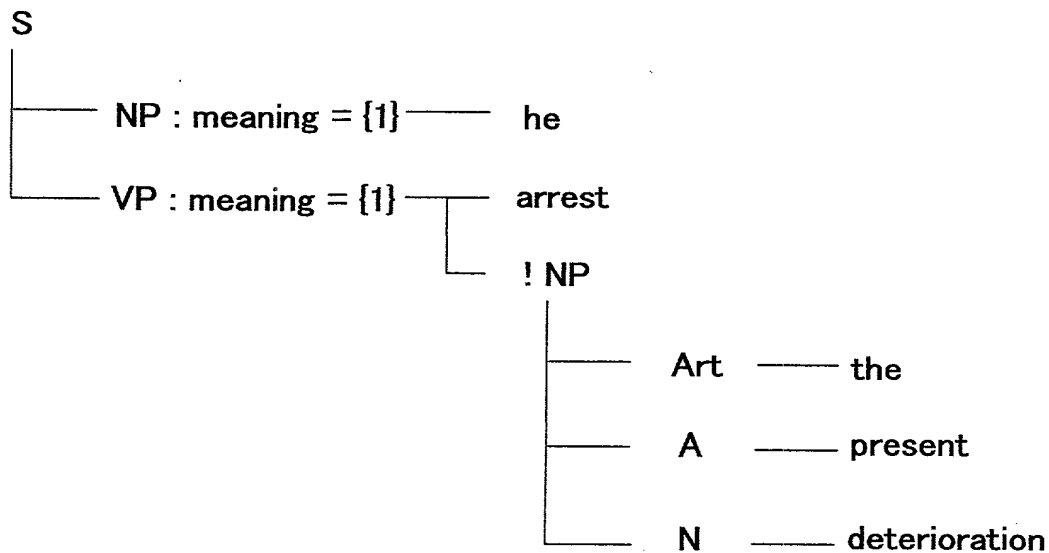 S
NP : meaning = {1} he
VP : meaning = {1} arrest
! NP
Art the
A present
N deterioration